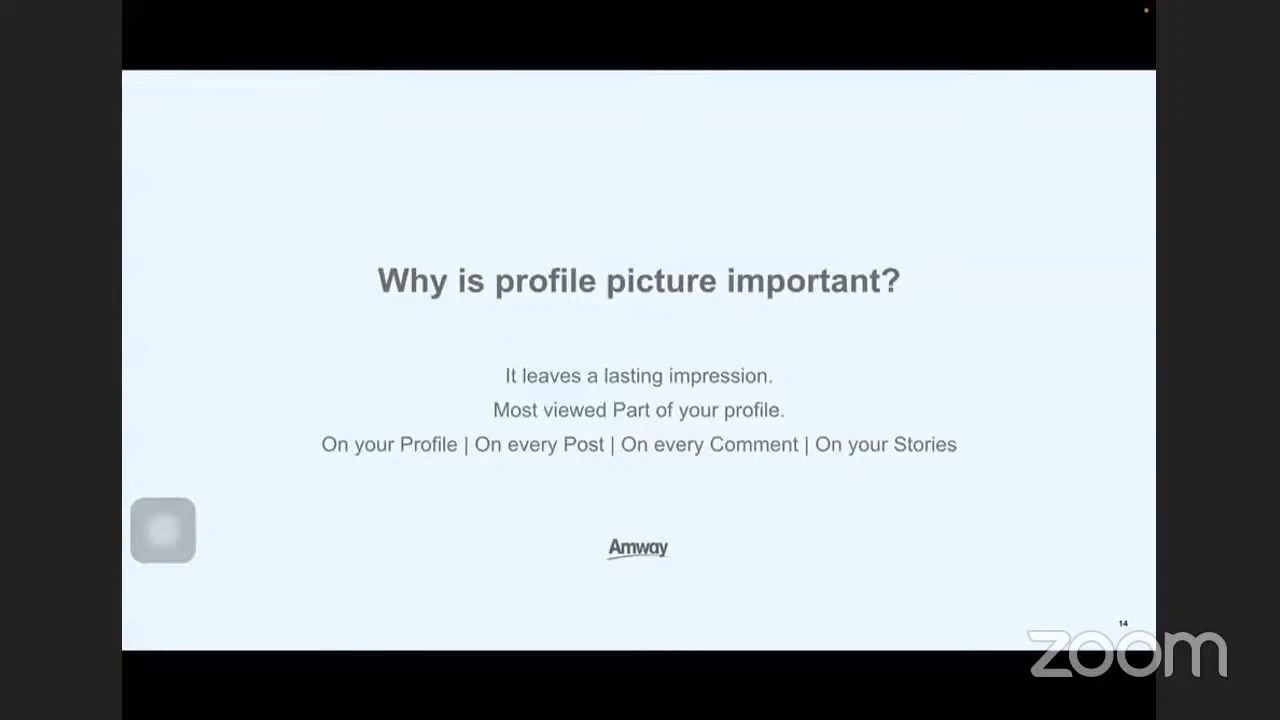 Why is profile picture important?
It leaves a lasting impression.
Most viewed Part of your profile.
On your Profile | On every Post | On every Comment | On your Stories
Amway
14
zoom